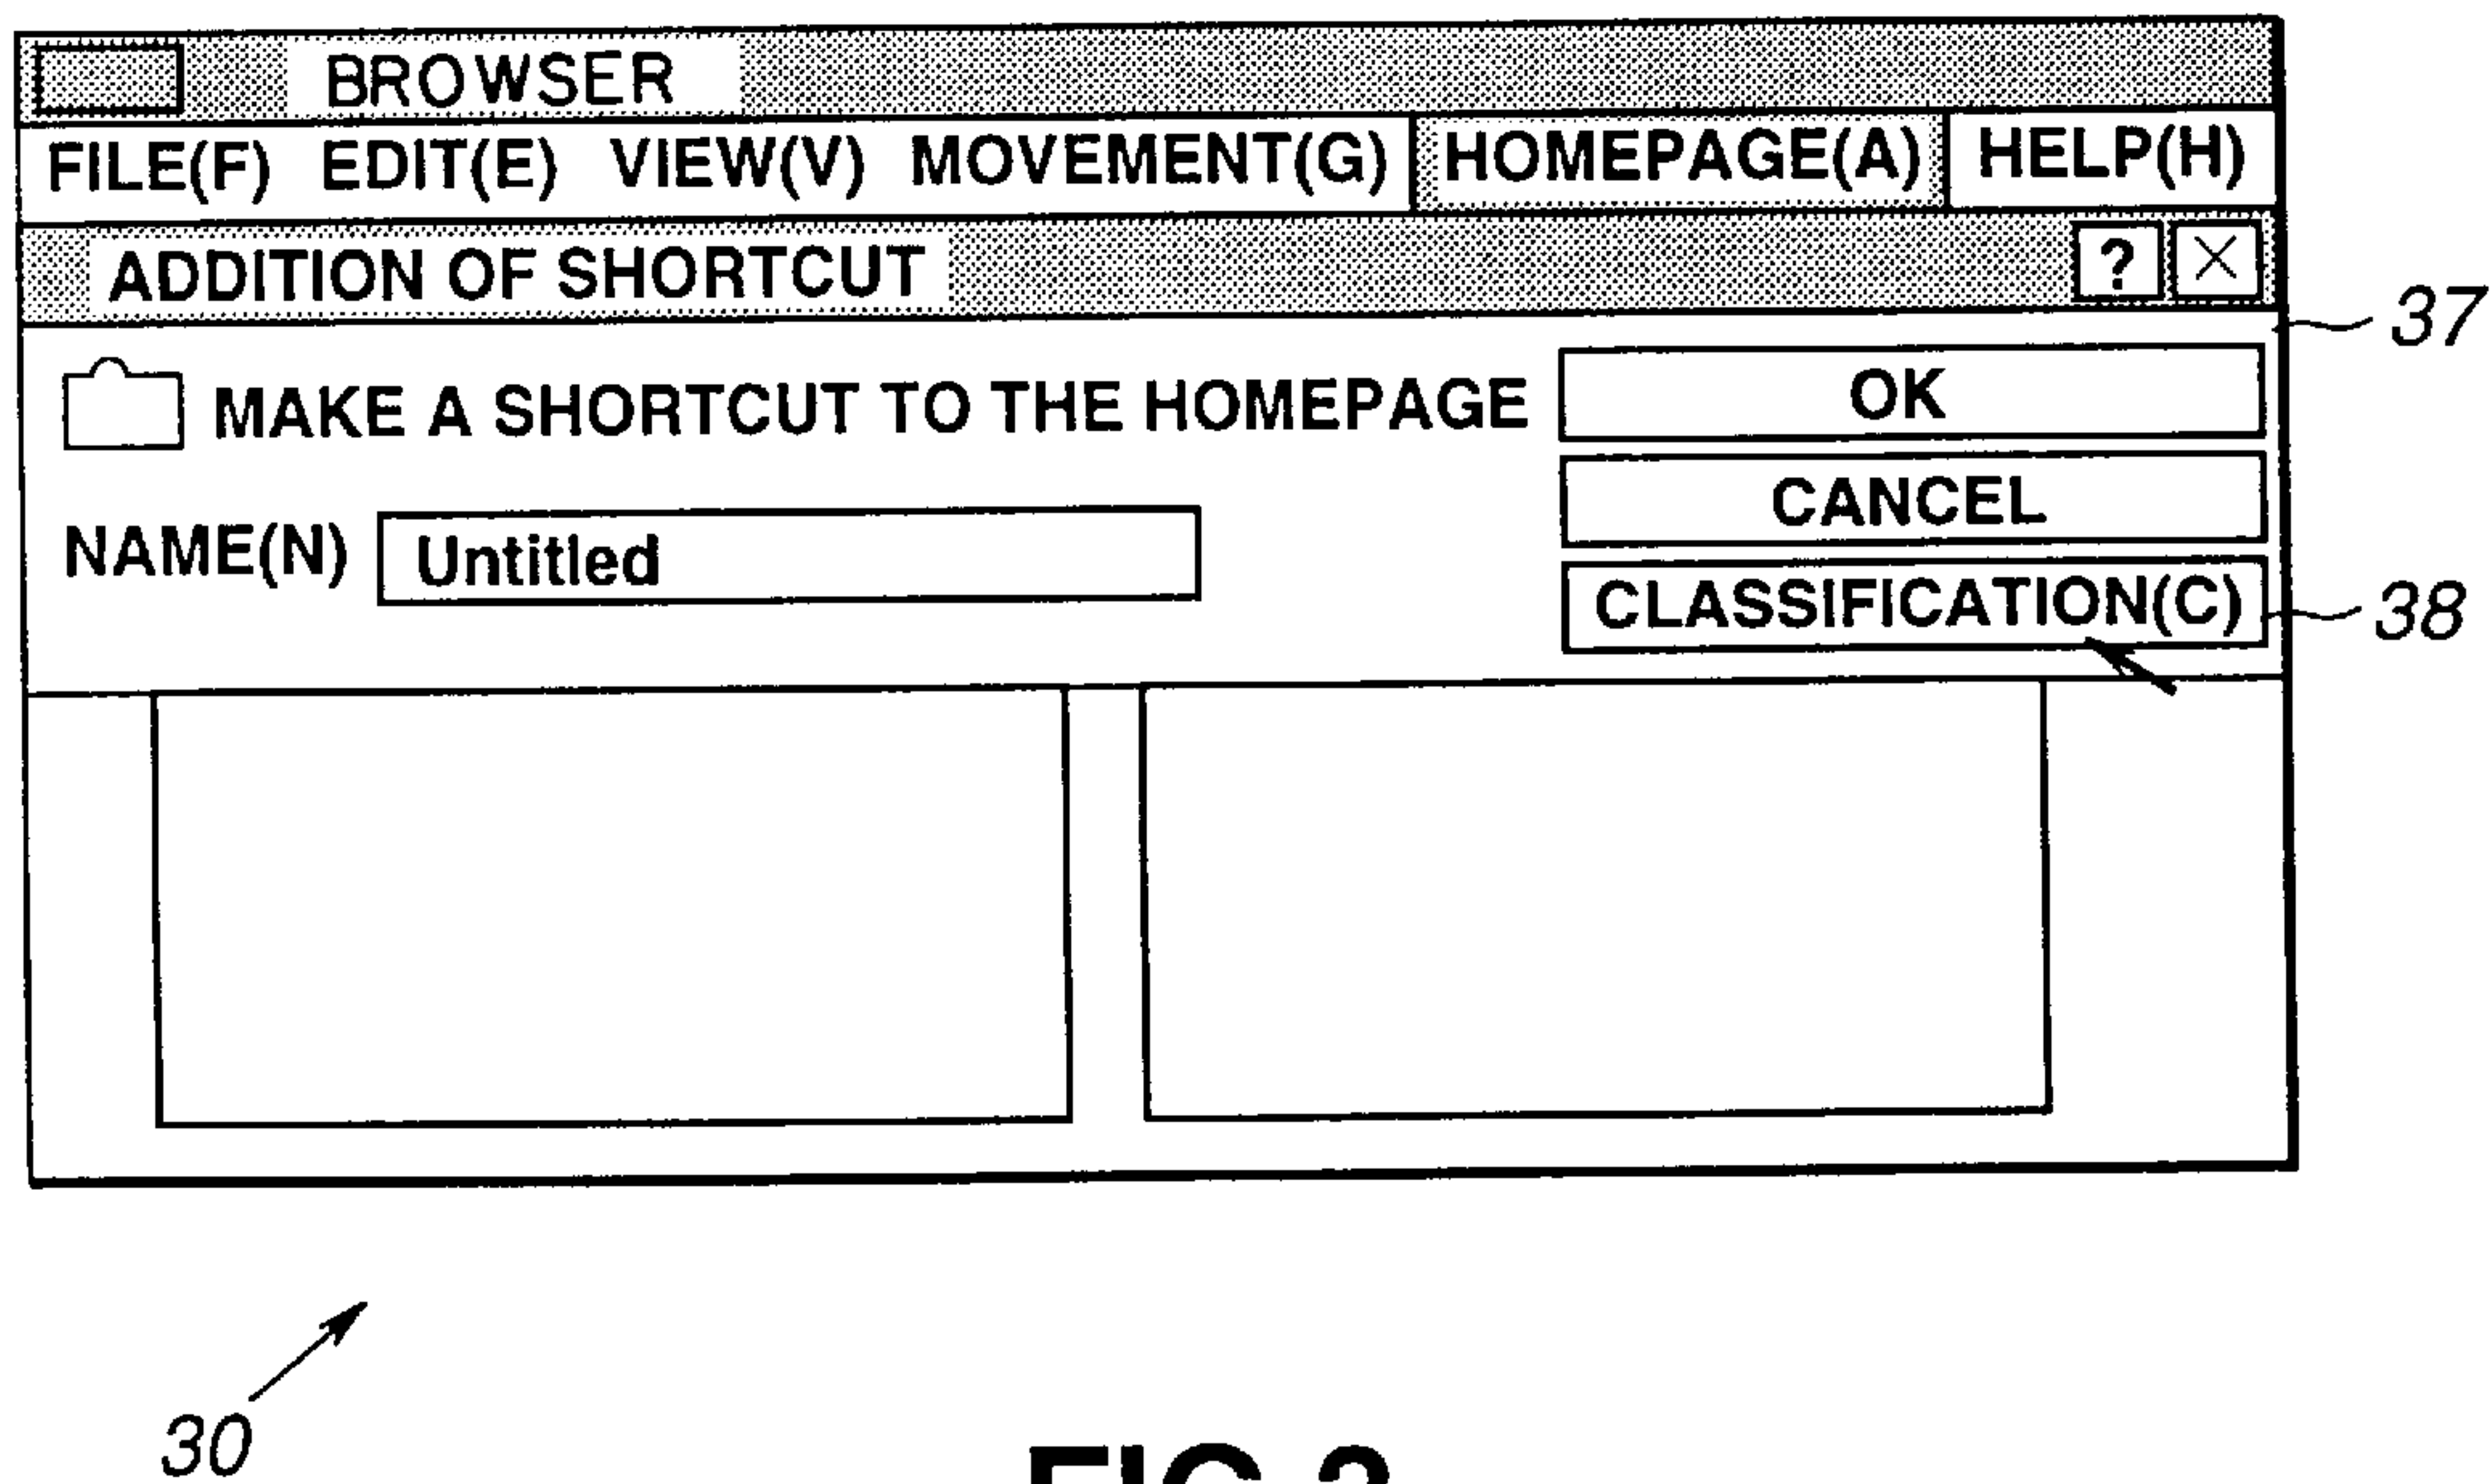 BROWSER
FILE(F) EDIT(E) VIEW(V) MOVEMENT(G) HOMEPAGE(A) HELP(H)
ADDITION OF SHORTCUT ? X
37
MAKE A SHORTCUT TO THE HOMEPAGE OK
CANCEL
NAME(N) Untitled
CLASSIFICATION(C) 38
30